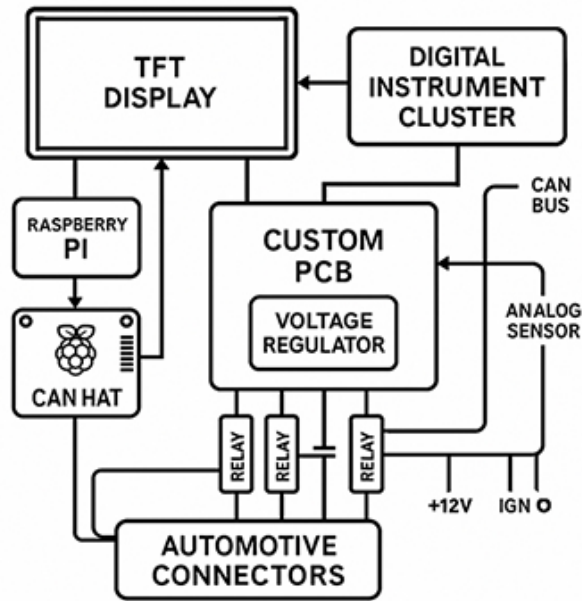 TFT
DISPLAY
DIGITAL
INSTRUMENT
CLUSTER
RASPBERRY
PI
CUSTOM
PCB
CAN
BUS
VOLTAGE
REGULATOR
ANALOG
SENSOR
CAN HAT
RELAY
RELAY
RELAY
+12V
IGN O
AUTOMOTIVE
CONNECTORS